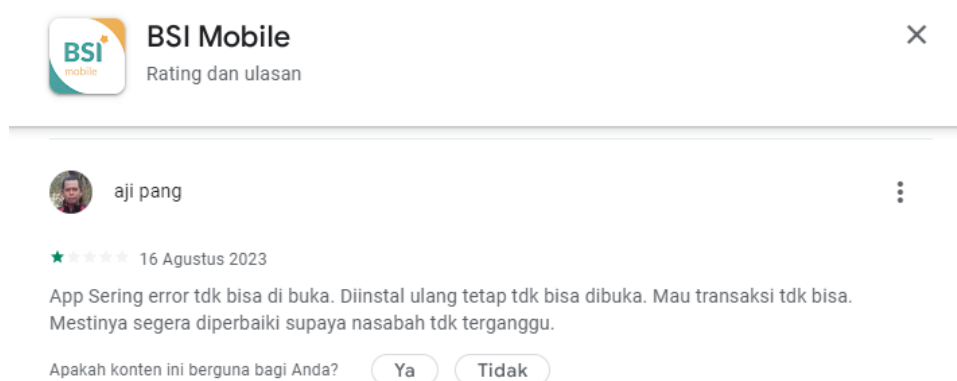 BSI
mobile
BSI Mobile
Rating dan ulasan
aji pang
16 Agustus 2023
App Sering error tdk bisa di buka. Diinstal ulang tetap tdk bisa dibuka. Mau transaksi tdk bisa.
Mestinya segera diperbaiki supaya nasabah tdk terganggu.
Apakah konten ini berguna bagi Anda? Ya Tidak